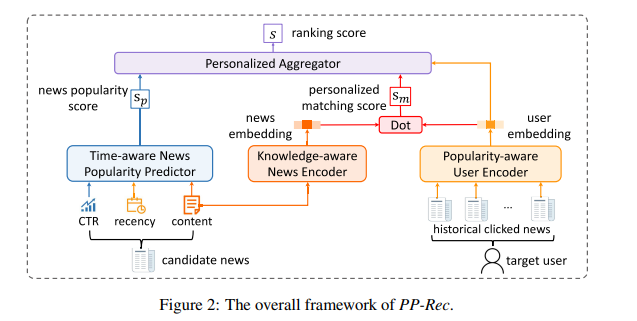 s ranking score
Personalized Aggregator
news popularity
score
sp
personalized
matching score
sm
news
embedding
Dot
user
embedding
Time-aware News
Popularity Predictor
Knowledge-aware
News Encoder
Popularity-aware
User Encoder
CTR recency content
...
historical clicked news
candidate news
target user
Figure 2: The overall framework of PP-Rec.